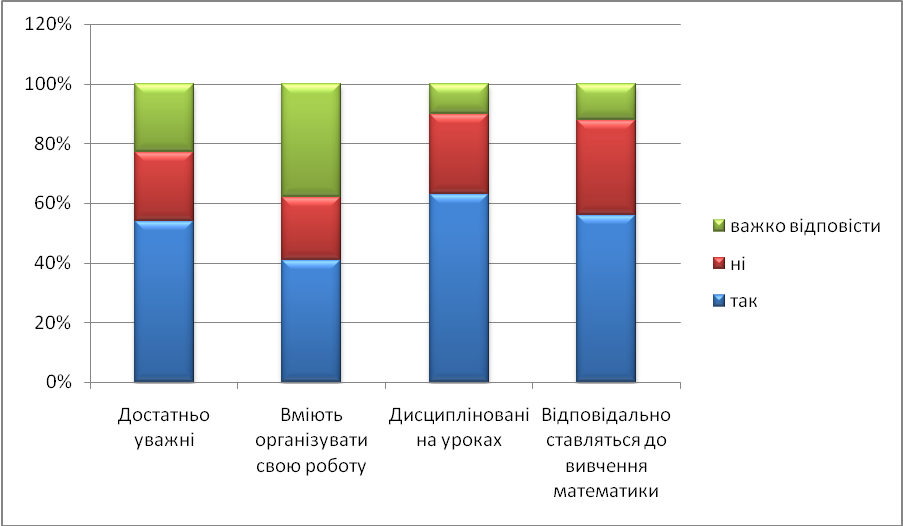 120%
100%
80%
60%
40%
20%
0%
Достатньо
уважні
Вміють
організувати
свою роботу
Дисципліновані
на уроках
Відповідально
ставляться до
вивчення
математики
важко відповісти
ні
так